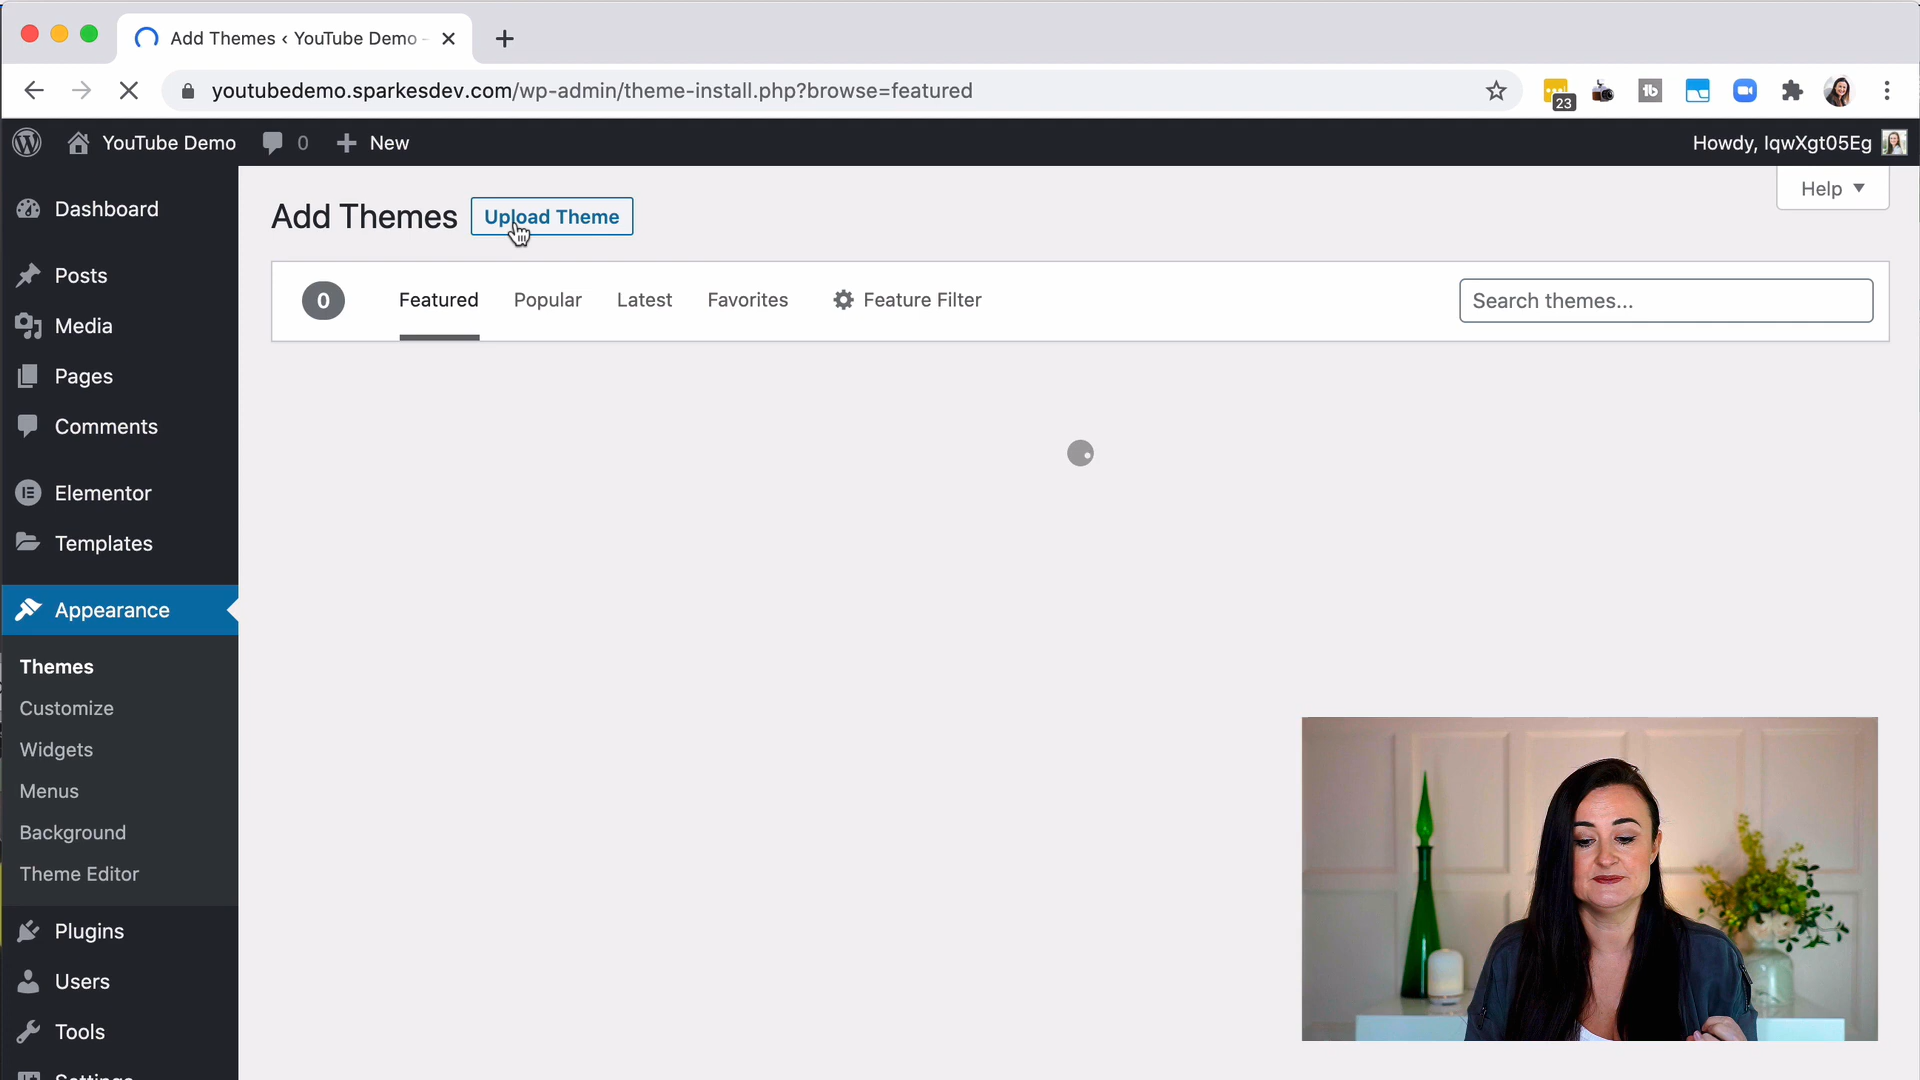 Add Themes ‹ YouTube Demo -
youtubedemo.sparkesdev.com/wp-admin/theme-install.php?browse=featured
23
1b
YouTube Demo
0
New
Howdy, IqwXgt05Eg
Dashboard
Posts
Media
Pages
Comments
Elementor
Templates
Appearance
Themes
Customize
Widgets
Menus
Background
Theme Editor
Plugins
Users
Tools
Settings
Add Themes
Upload Theme
Help
0
Featured
Popular
Latest
Favorites
Feature Filter
Search themes...